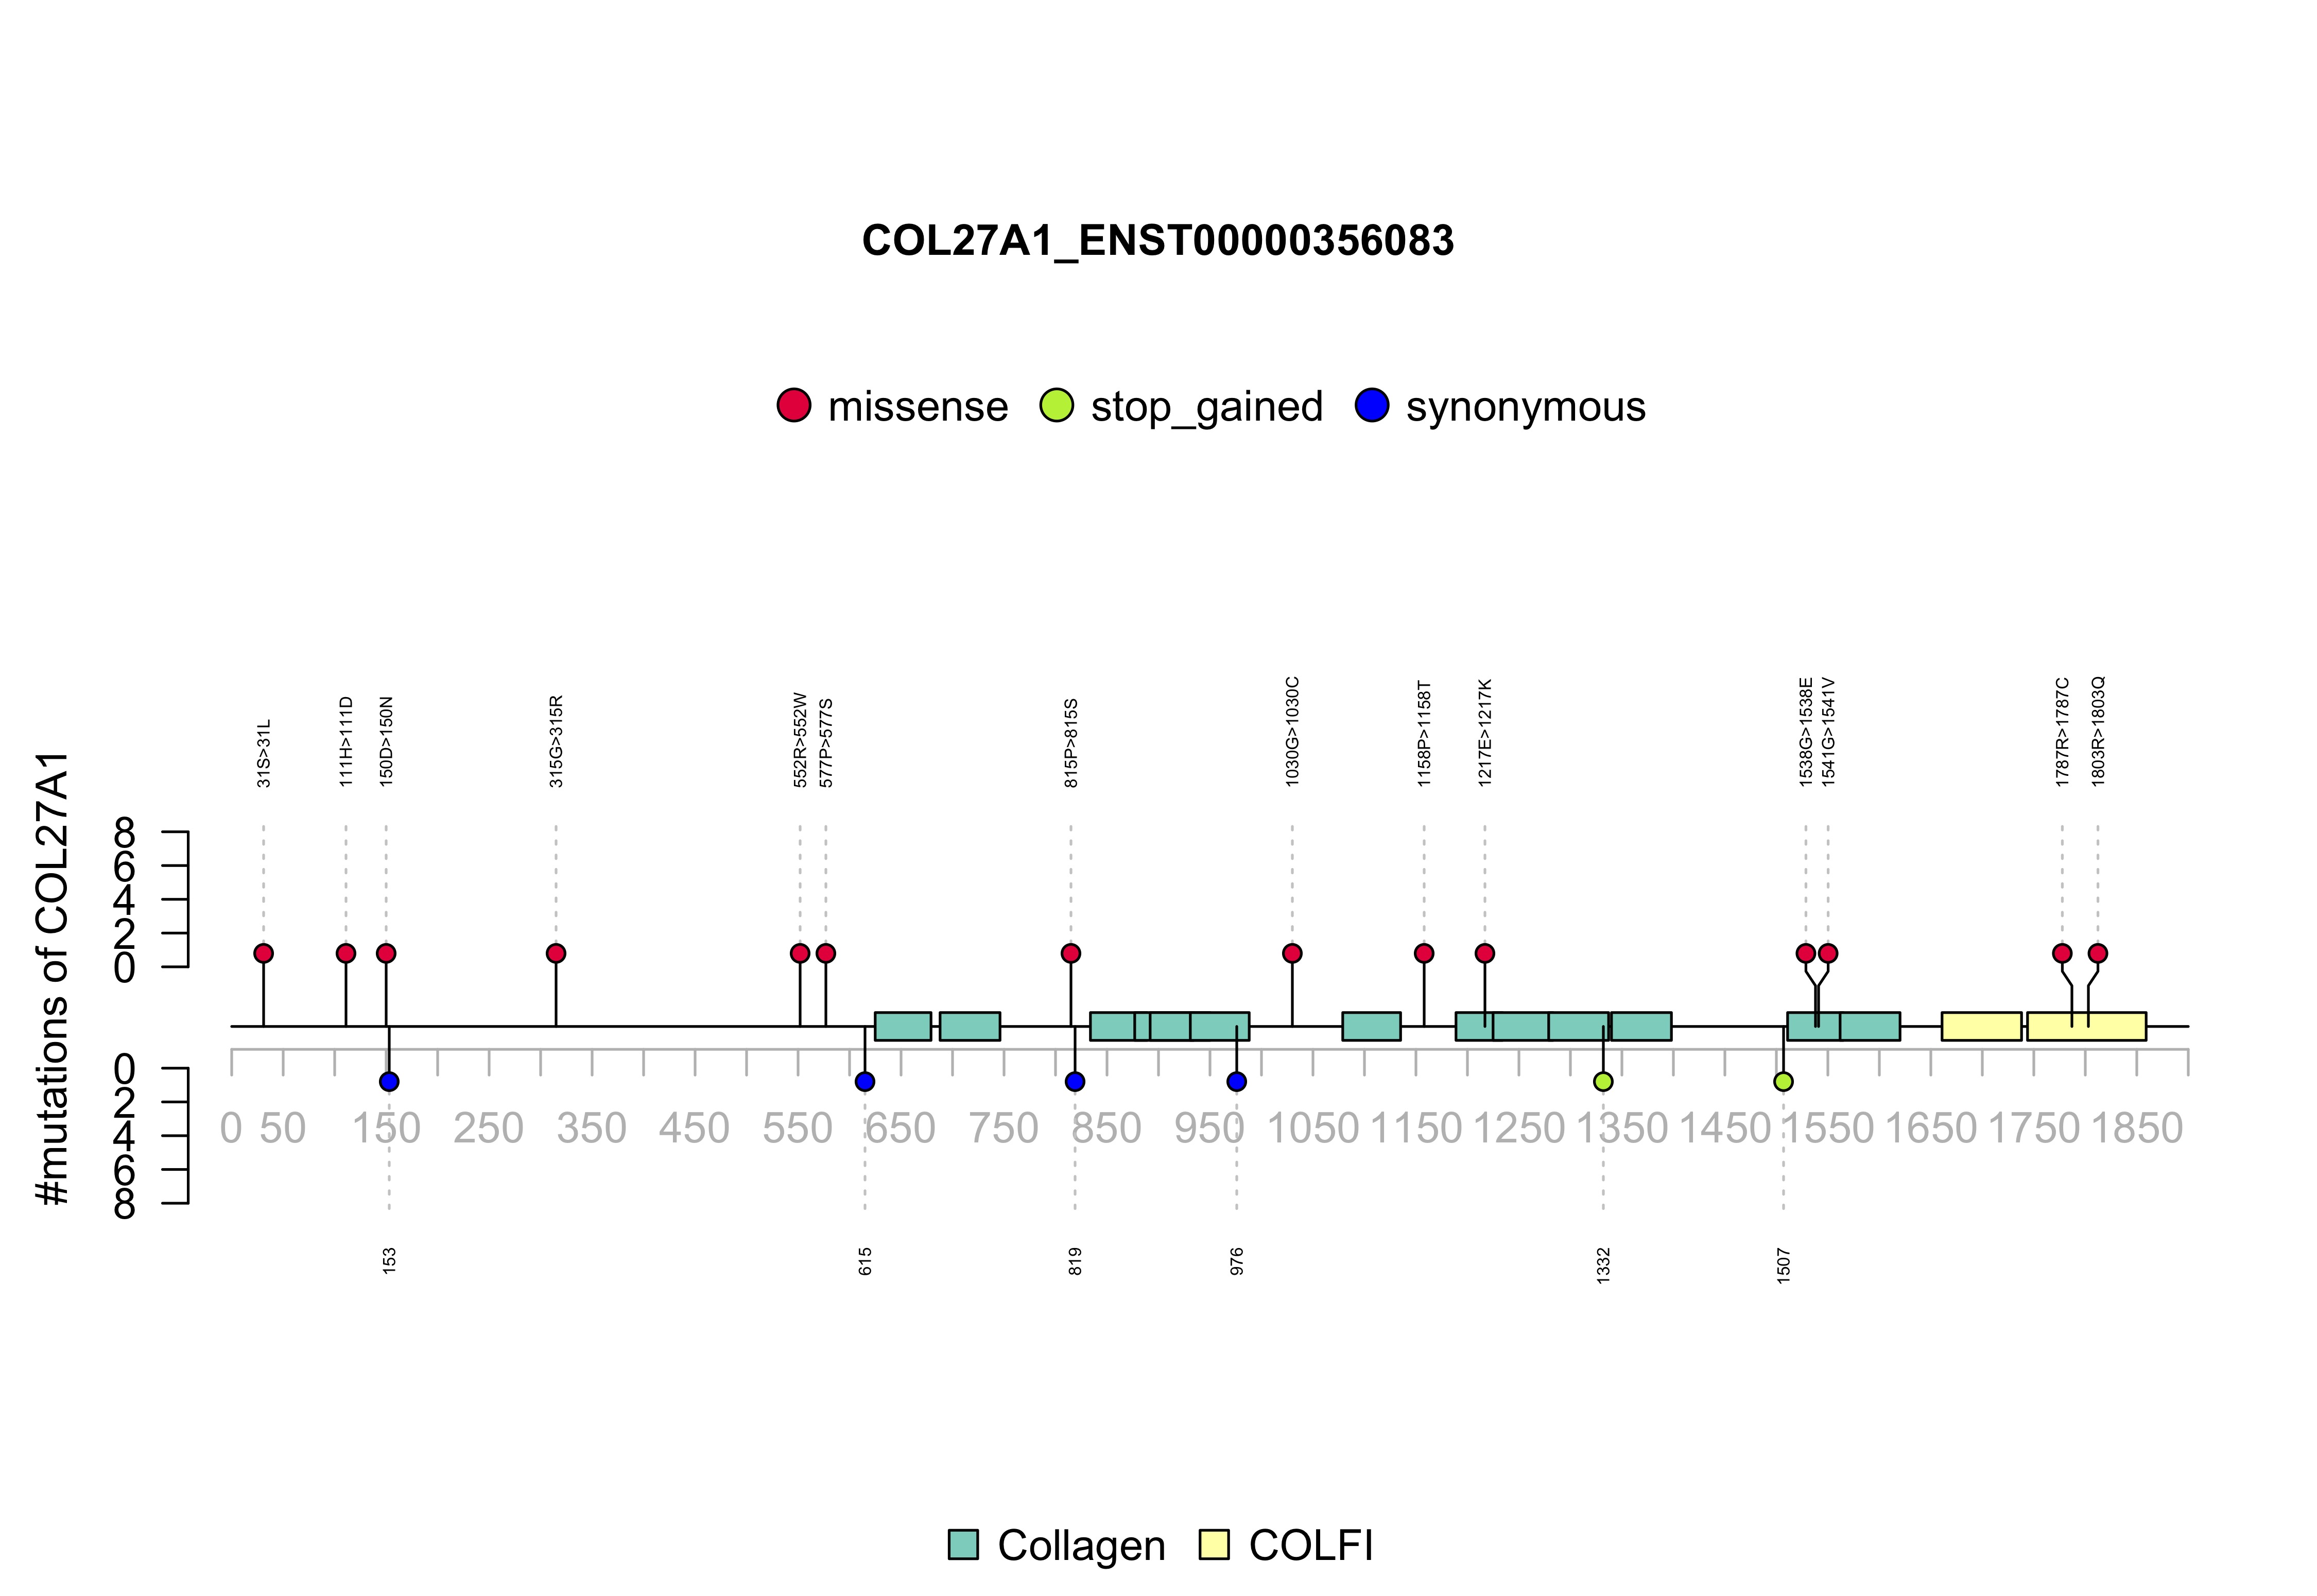 COL27A1_ENST00000356083
missense stop_gained synonymous
31S>31L
111H>111D
150D>150N
315G>315R
552R>552W
577P>577S
815P>815S
1030G>1030C
1158P>1158T
1217E>1217K
1538G>1538E
1541G>1541V
1787R>1787C
1803R>1803Q
#mutations of COL27A1
8
6
4
2
0
0
2
4
6
8
0 50 150 250 350 450 550 650 750 850 950 1050 1150 1250 1350 1450 1550 1650 1750 1850
153
615
819
976
1332
1507
Collagen COLFI